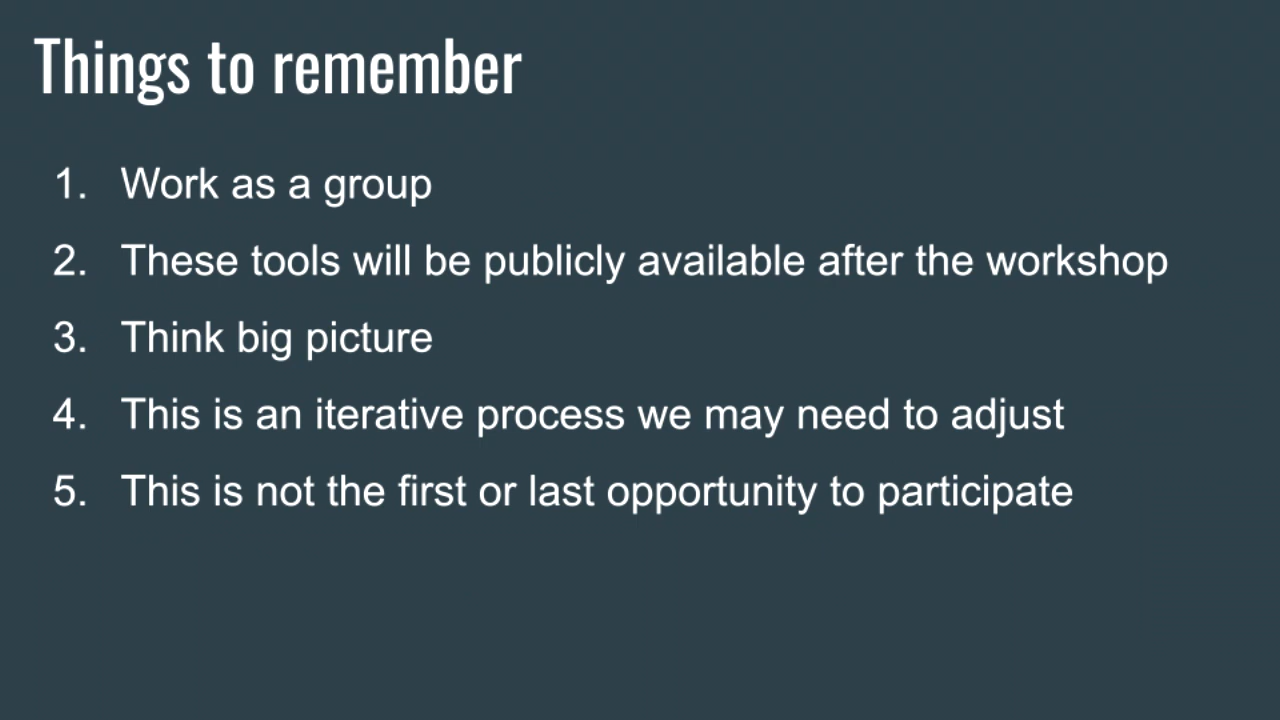 Things to remember
1. Work as a group
2. These tools will be publicly available after the workshop
3. Think big picture
4. This is an iterative process we may need to adjust
5. This is not the first or last opportunity to participate